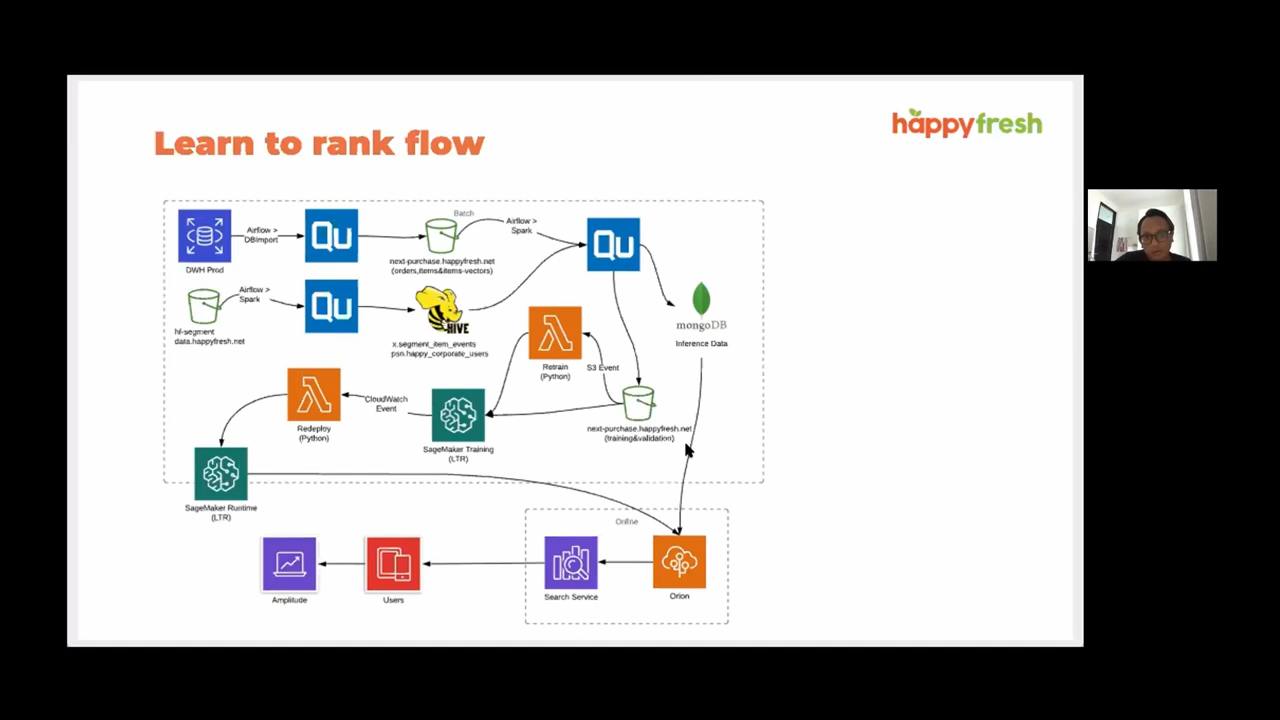 happyfresh
Learn to rank flow
Batch
Airflow >
DBImport
Qu
Airflow >
Spark
Qu
DWH Prod
next-purchase.happyfresh.net
(orders,items&items-vectors)
Airflow >
Spark
Qu
HIVE
mongoDB
Inference Data
hf-segment
data.happyfresh.net
x.segment_item_events
psn.happy_corporate_users
Retrain
(Python)
S3 Event
CloudWatch
Event
Redeploy
(Python)
next-purchase.happyfresh.net
(training&validation)
SageMaker Training
(LTR)
SageMaker Runtime
(LTR)
Online
Amplitude
Users
Search Service
Orion